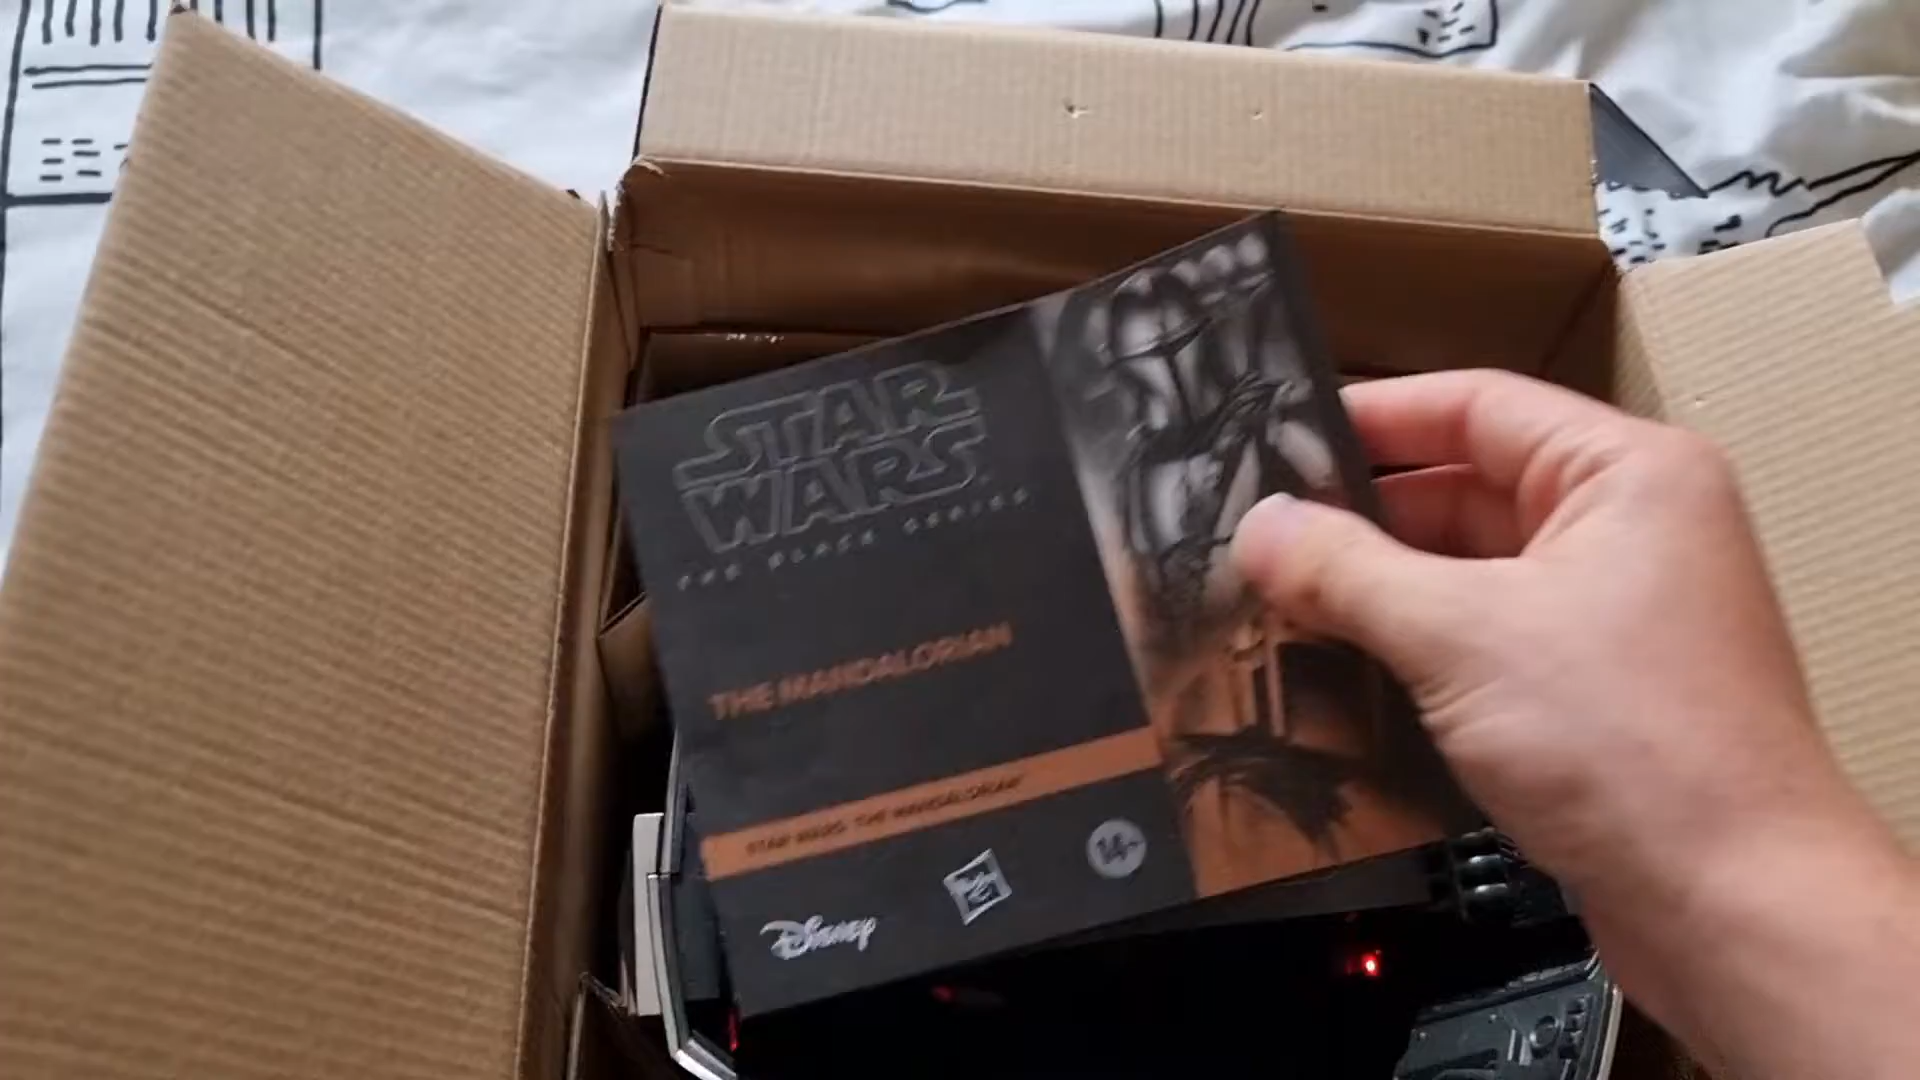 STAR
WARS
THE BLACK SERIES
THE MANDALORIAN
STAR WARS: THE MANDALORIAN
Disney
14+